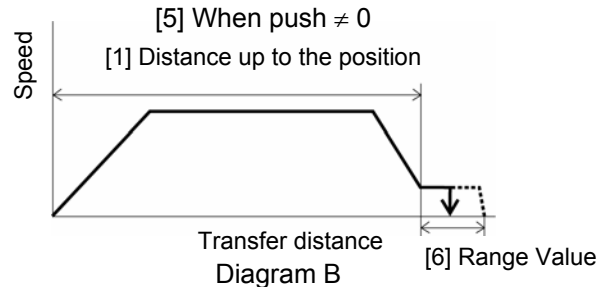 [5] When push ≠ 0
[1] Distance up to the position
Speed
Transfer distance
[6] Range Value
Diagram B